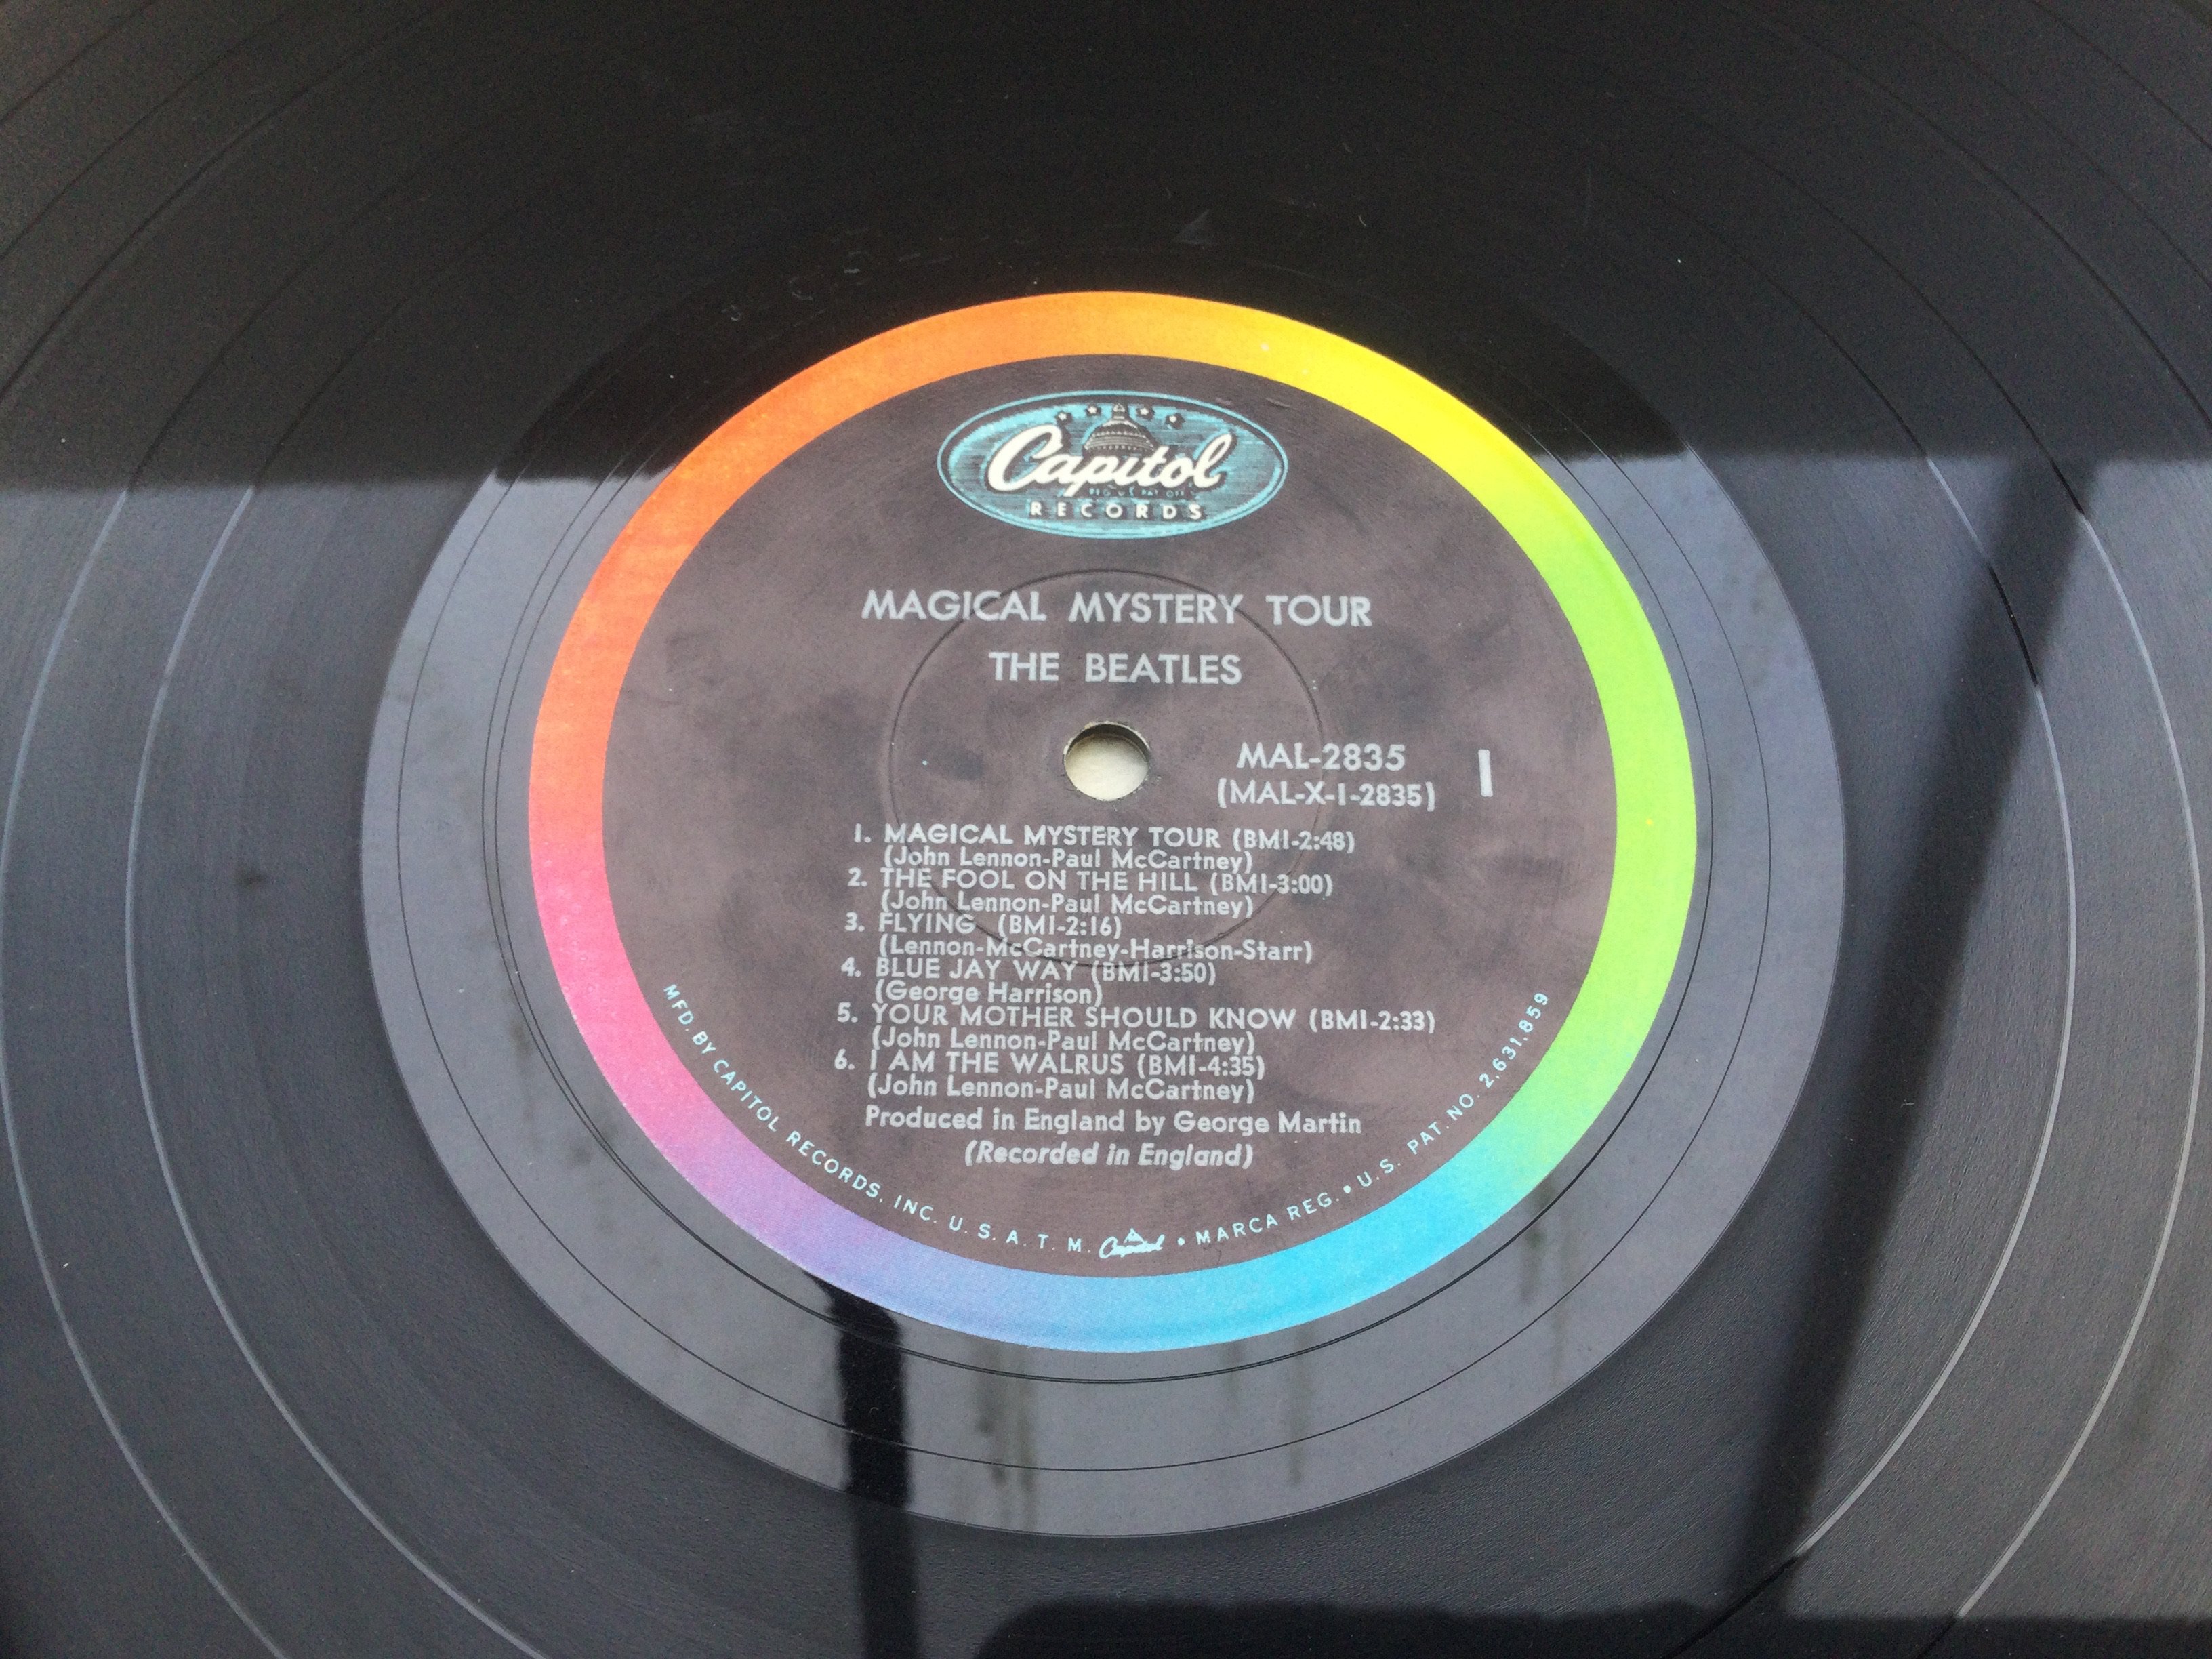 Capitol
REG. U.S. PAT. OFF.
RECORDS
MAGICAL MYSTERY TOUR
THE BEATLES
MAL-2835
(MAL-X-1-2835)
1
1. MAGICAL MYSTERY TOUR (BMI-2:48)
(John Lennon-Paul McCartney)
2. THE FOOL ON THE HILL (BMI-3:00)
(John Lennon-Paul McCartney)
3. FLYING (BMI-2:16)
(Lennon-McCartney-Harrison-Starr)
4. BLUE JAY WAY (BMI-3:50)
(George Harrison)
5. YOUR MOTHER SHOULD KNOW (BMI-2:33)
(John Lennon-Paul McCartney)
6. I AM THE WALRUS (BMI-4:35)
(John Lennon-Paul McCartney)
Produced in England by George Martin
(Recorded in England)
MFD. BY CAPITOL RECORDS, INC. U. S. A. T. M. Capitol • MARCA REG. • U.S. PAT. NO. 2,631,859